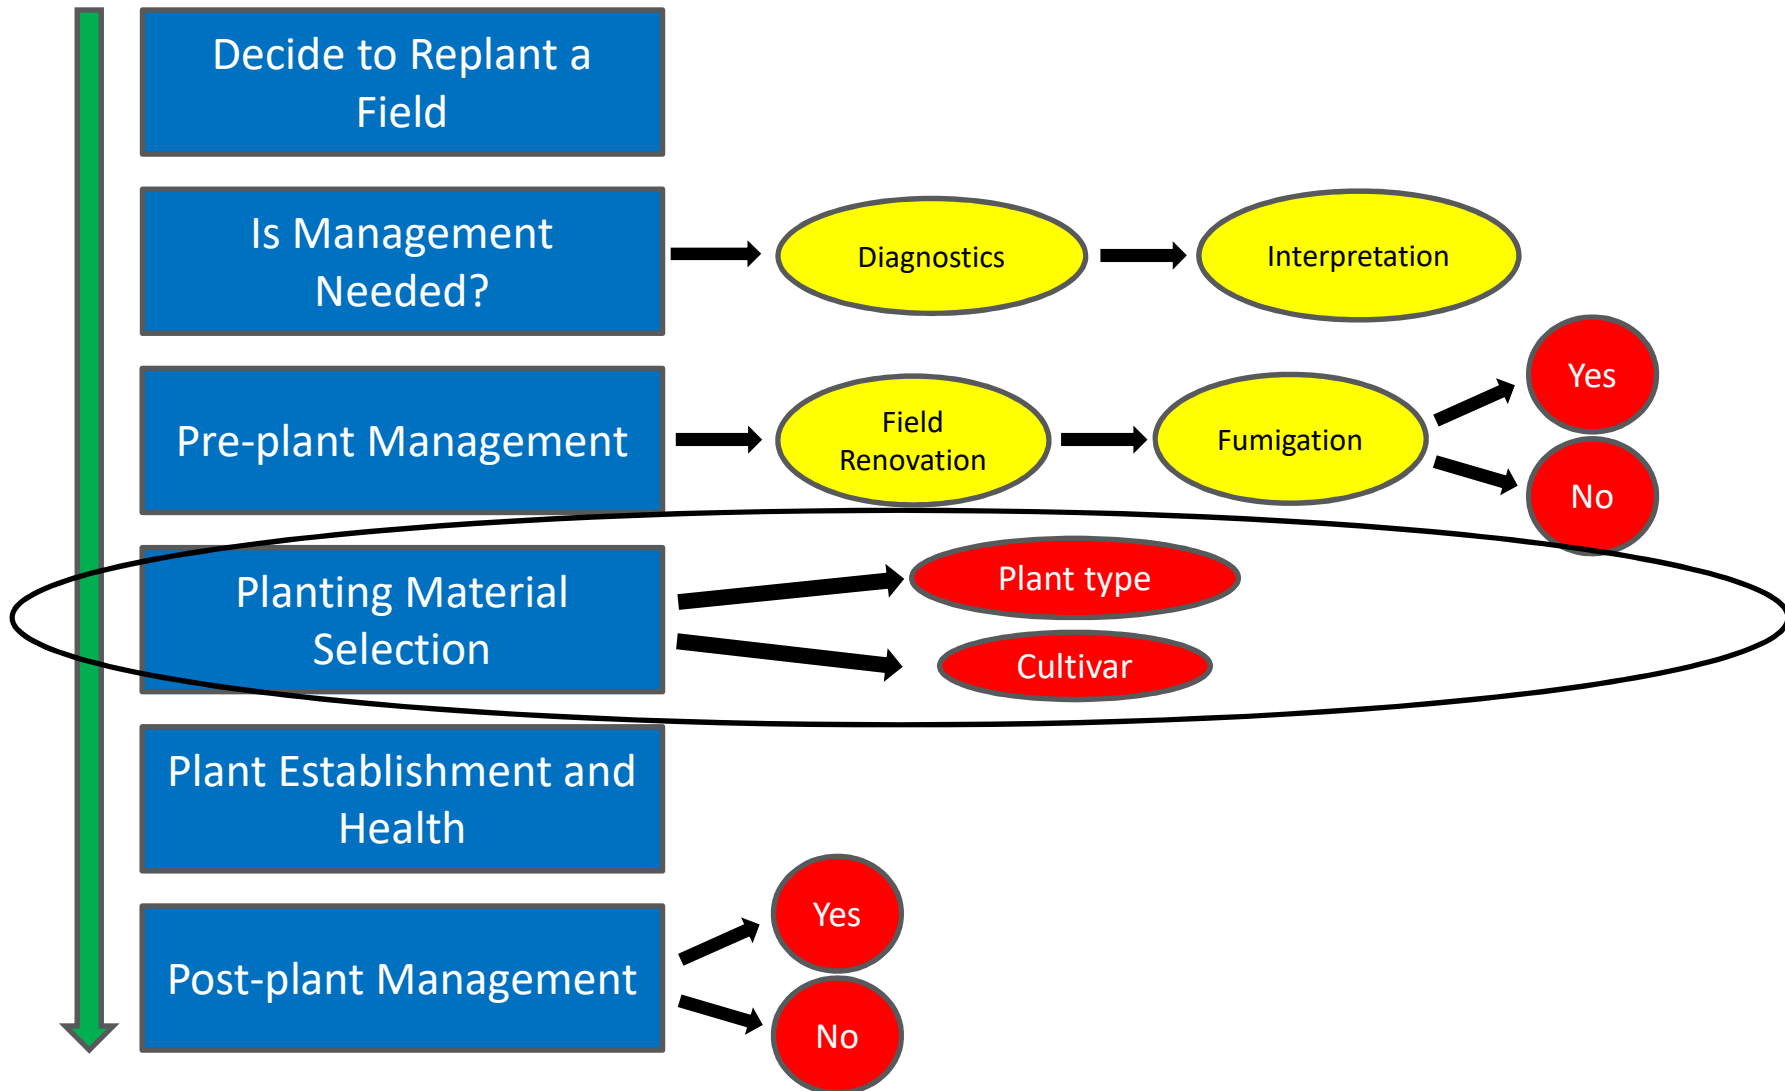 Decide to Replant a
Field
Is Management
Needed?
Diagnostics
Interpretation
Pre-plant Management
Field
Renovation
Fumigation
Yes
No
Planting Material
Selection
Plant type
Cultivar
Plant Establishment and
Health
Post-plant Management
Yes
No